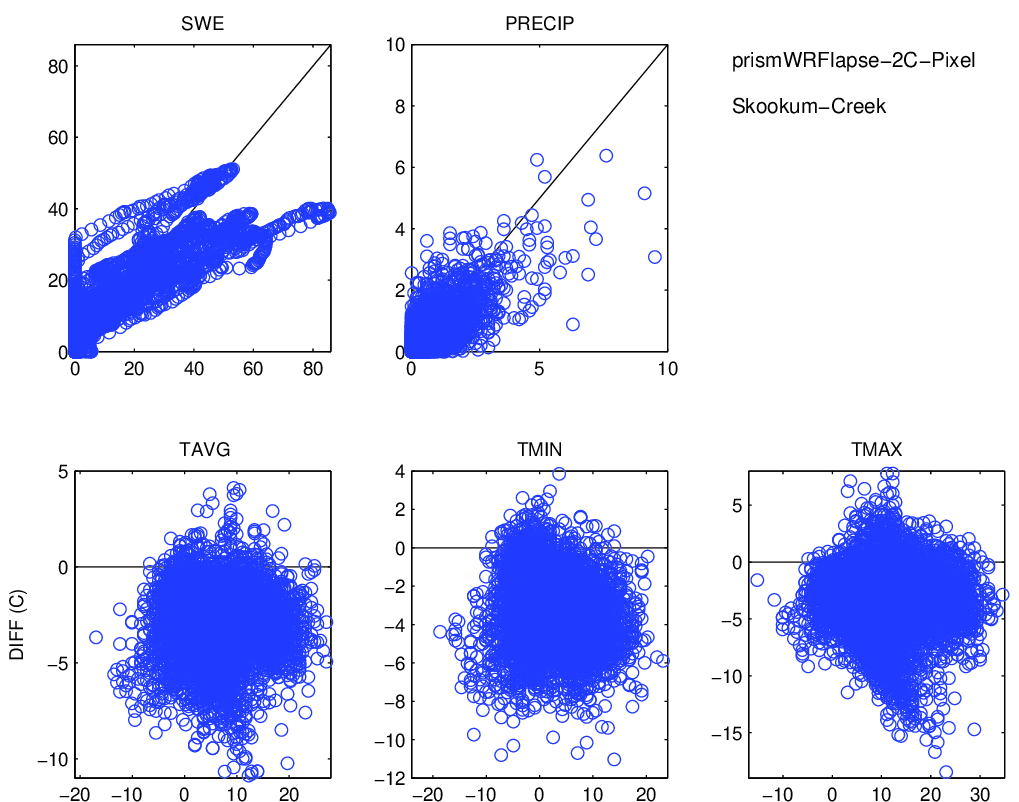 SWE
PRECIP
prismWRFlapse−2C−Pixel
Skookum−Creek
80
60
40
20
0
0 20 40 60 80
10
8
6
4
2
0
0 5 10
TAVG
TMIN
TMAX
DIFF (C)
5
0
−5
−10
−20 −10 0 10 20
4
2
0
−2
−4
−6
−8
−10
−12
−20 −10 0 10 20
5
0
−5
−10
−15
−10 0 10 20 30